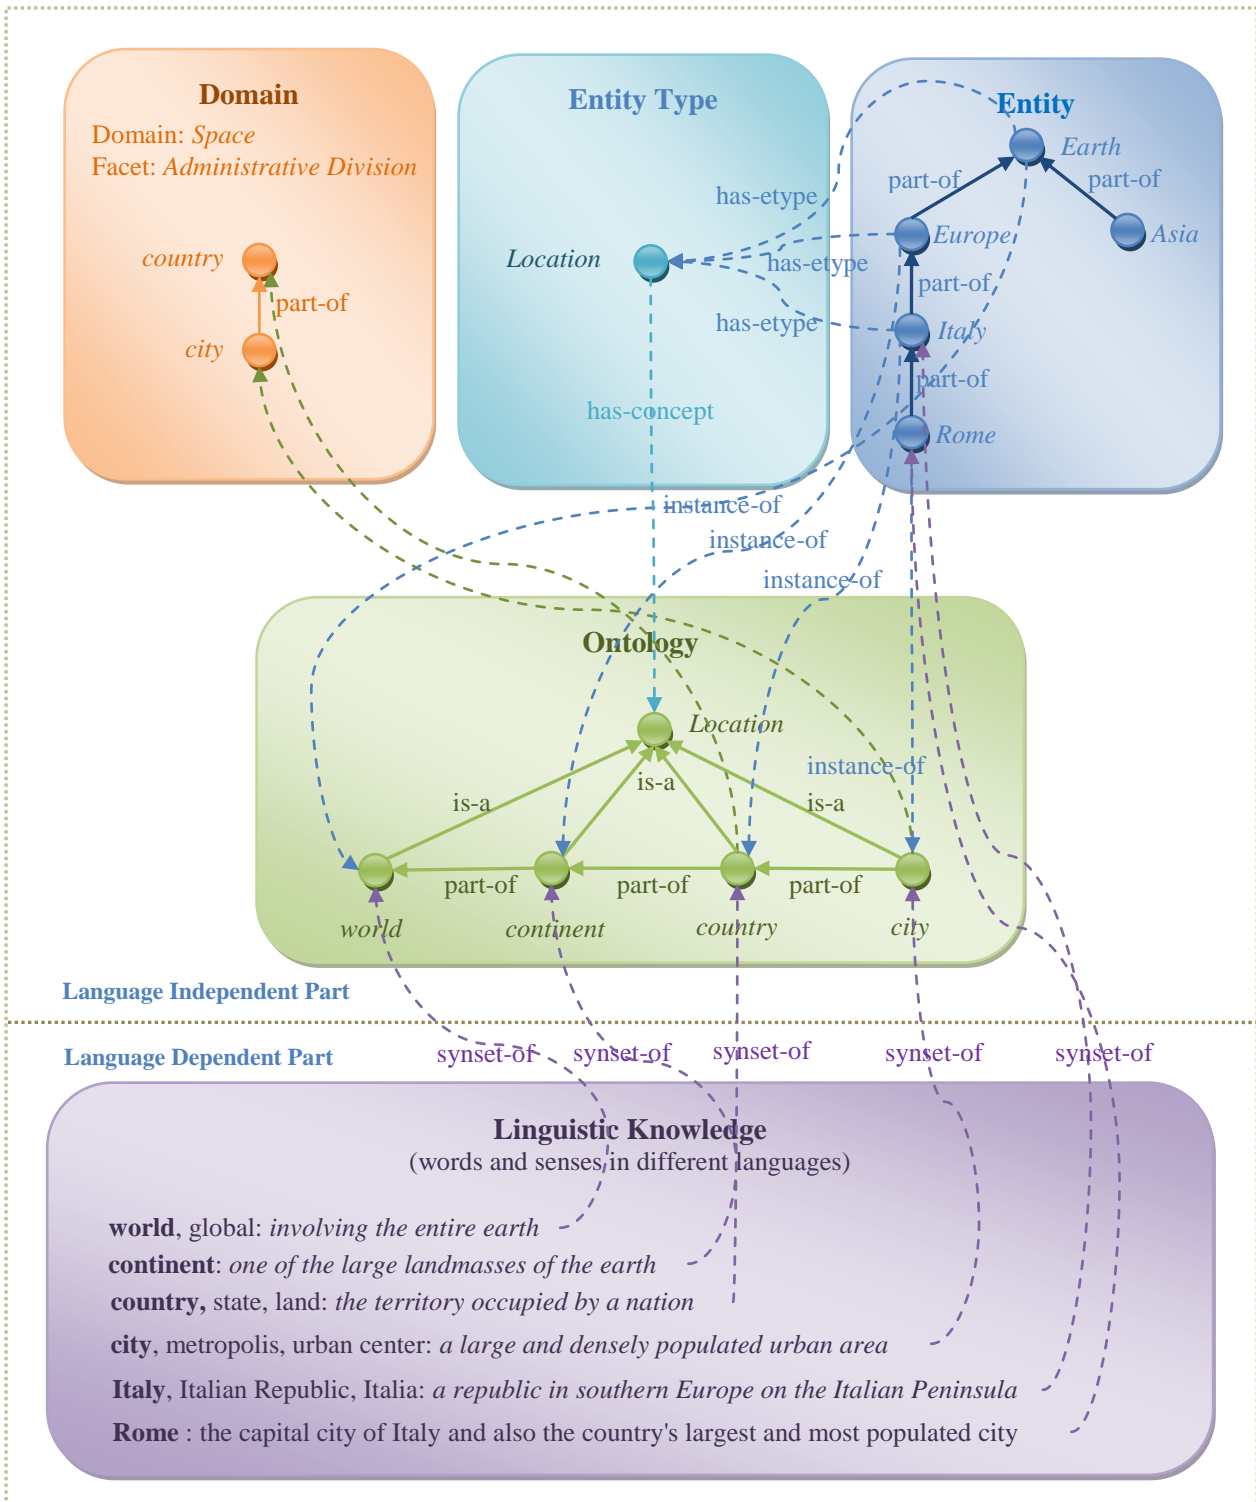 Domain
Domain: Space
Facet: Administrative Division
country
part-of
city
Entity Type
has-etype
Location
has-etype
has-etype
has-concept
Entity
Earth
part-of
part-of
Europe
Asia
part-of
Italy
part-of
Rome
instance-of
instance-of
instance-of
Ontology
Location
instance-of
is-a
is-a
is-a
part-of
part-of
part-of
world
continent
country
city
Language Independent Part
Language Dependent Part
synset-of
synset-of
synset-of
synset-of
synset-of
Linguistic Knowledge
(words and senses in different languages)
world, global: involving the entire earth
continent: one of the large landmasses of the earth
country, state, land: the territory occupied by a nation
city, metropolis, urban center: a large and densely populated urban area
Italy, Italian Republic, Italia: a republic in southern Europe on the Italian Peninsula
Rome : the capital city of Italy and also the country's largest and most populated city